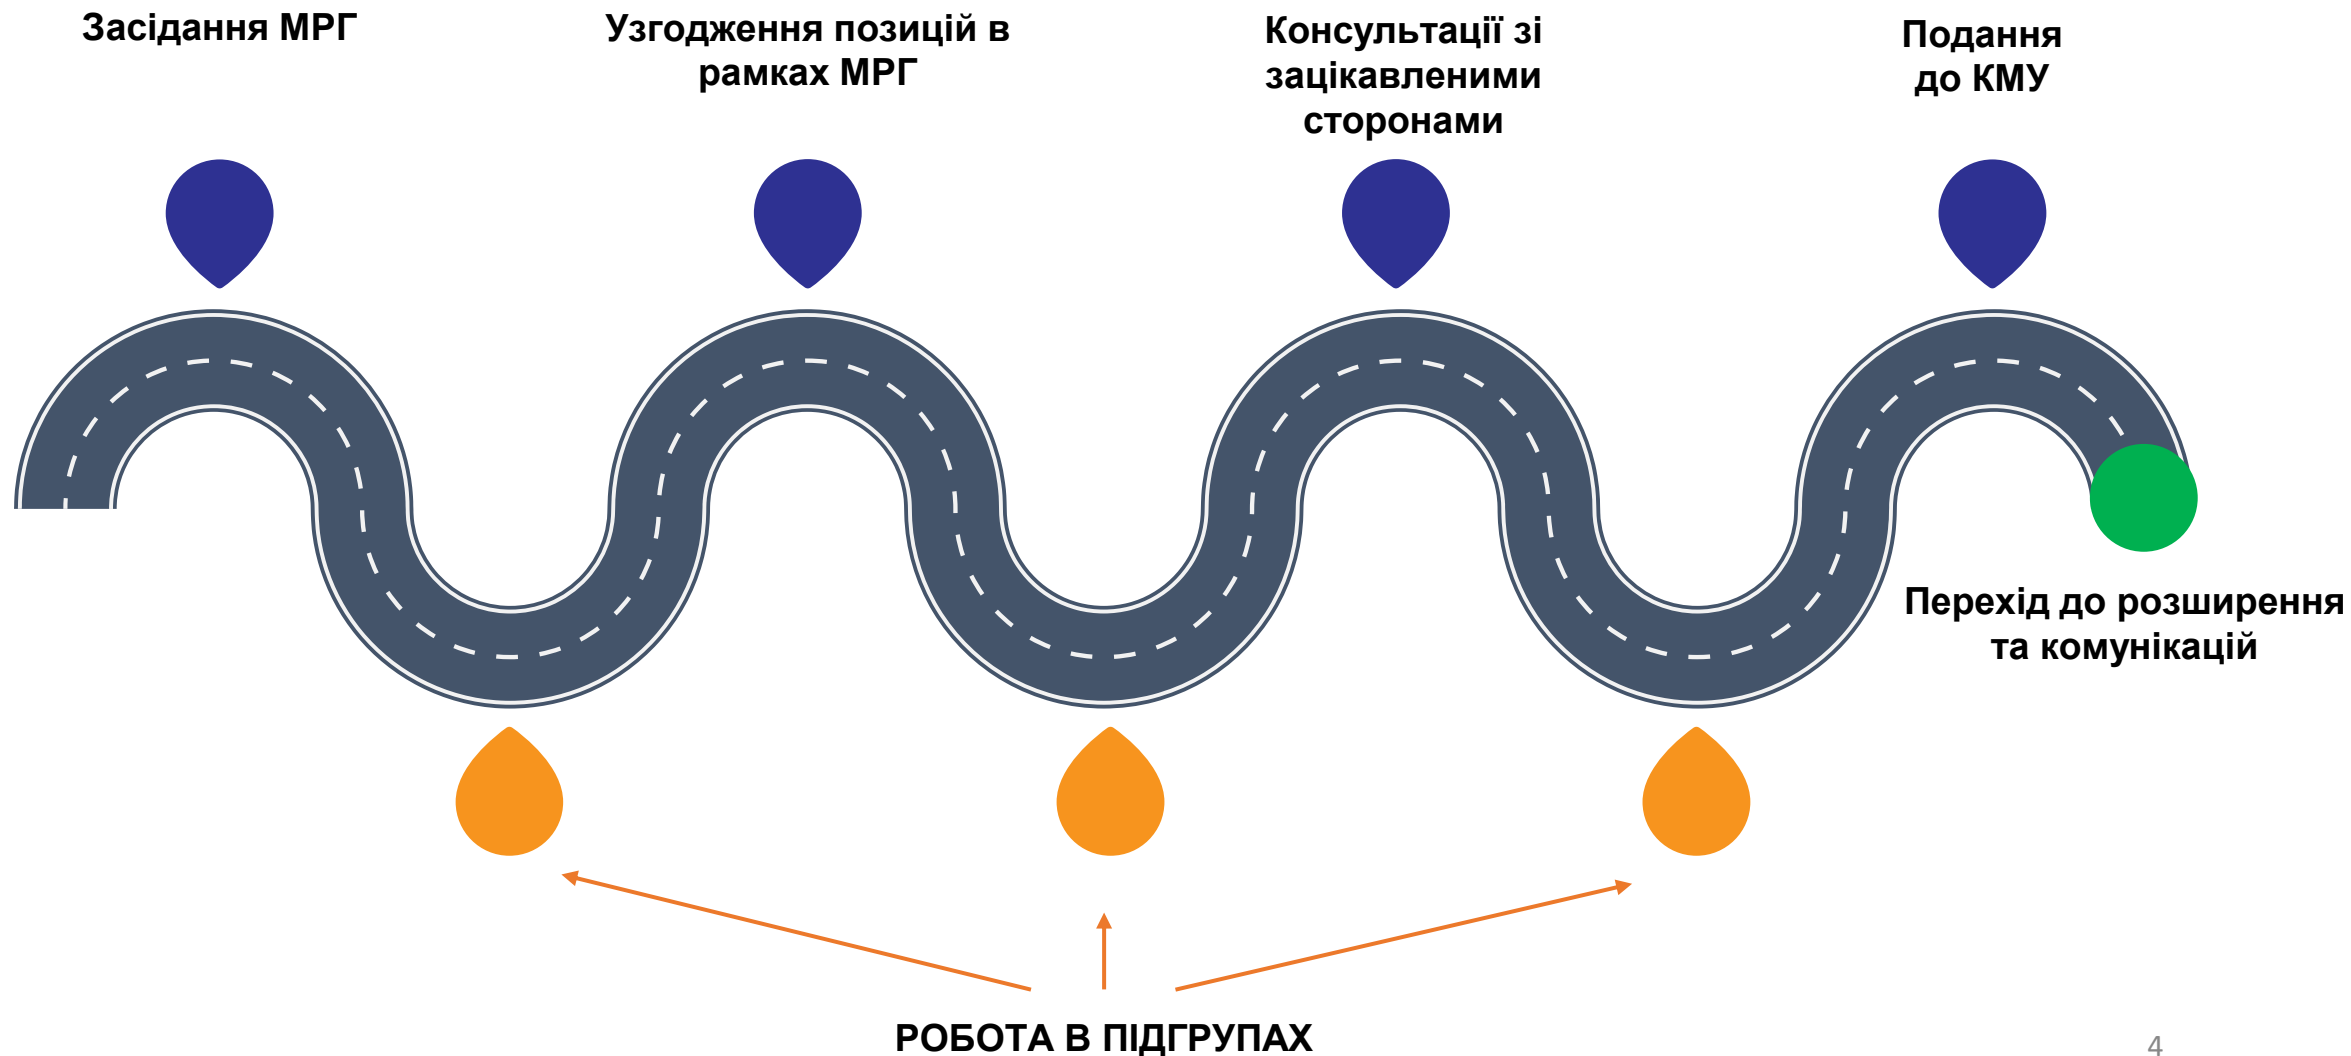 Засідання МРГ
Узгодження позицій в
рамках МРГ
Консультації зі
зацікавленими
сторонами
Подання
до КМУ
Перехід до розширення
та комунікацій
РОБОТА В ПІДГРУПАХ
4